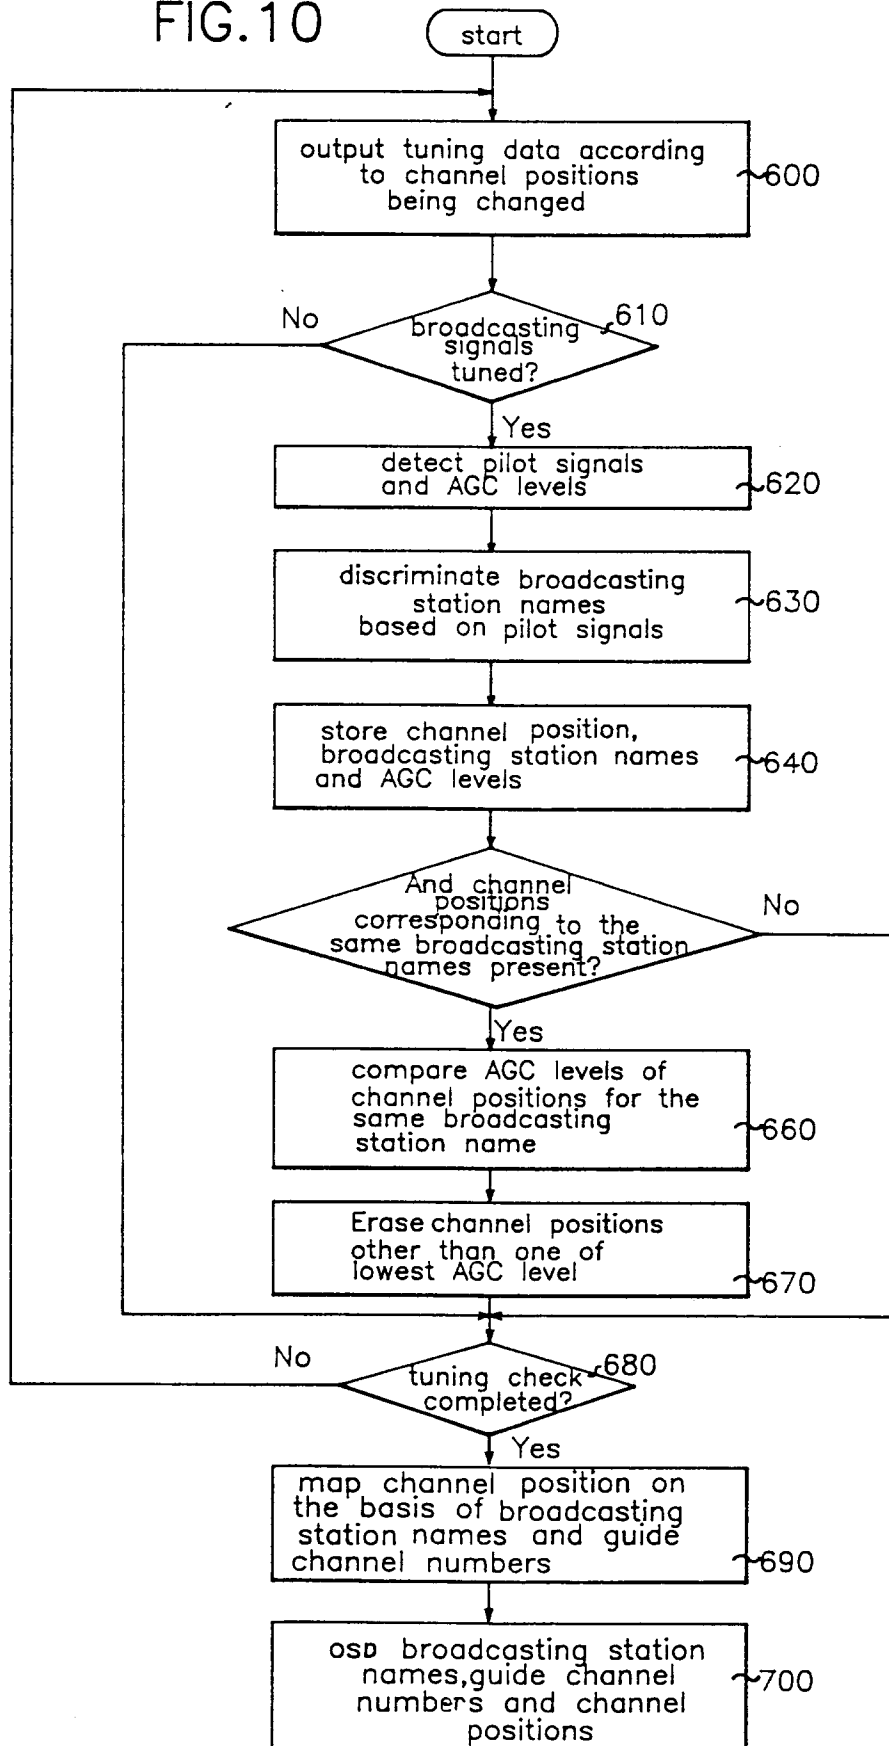 FIG.10
start
output tuning data according
to channel positions
being changed
600
No
610
broadcasting
signals
tuned?
Yes
detect pilot signals
and AGC levels
620
discriminate broadcasting
station names
based on pilot signals
630
store channel position,
broadcasting station names
and AGC levels
640
And channel
positions
corresponding to the
same broadcasting station
names present?
No
Yes
compare AGC levels of
channel positions for the
same broadcasting
station name
660
Erase channel positions
other than one of
lowest AGC level
670
No
680
tuning check
completed?
Yes
map channel position on
the basis of broadcasting
station names and guide
channel numbers
690
OSD broadcasting station
names,guide channel
numbers and channel
positions
700